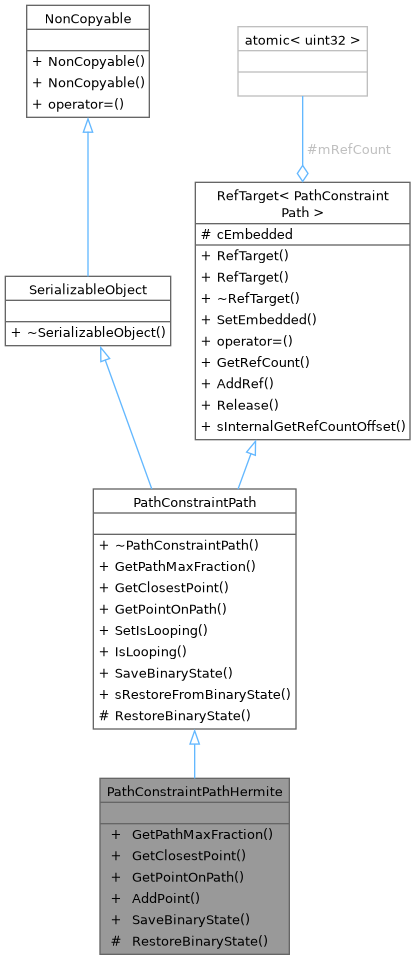 NonCopyable
+ NonCopyable()
+ NonCopyable()
+ operator=()
atomic< uint32 >
#mRefCount
RefTarget< PathConstraint
Path >
# cEmbedded
+ RefTarget()
+ RefTarget()
+ ~RefTarget()
+ SetEmbedded()
+ operator=()
+ GetRefCount()
+ AddRef()
+ Release()
+ sInternalGetRefCountOffset()
SerializableObject
+ ~SerializableObject()
PathConstraintPath
+ ~PathConstraintPath()
+ GetPathMaxFraction()
+ GetClosestPoint()
+ GetPointOnPath()
+ SetIsLooping()
+ IsLooping()
+ SaveBinaryState()
+ sRestoreFromBinaryState()
# RestoreBinaryState()
PathConstraintPathHermite
+ GetPathMaxFraction()
+ GetClosestPoint()
+ GetPointOnPath()
+ AddPoint()
+ SaveBinaryState()
# RestoreBinaryState()